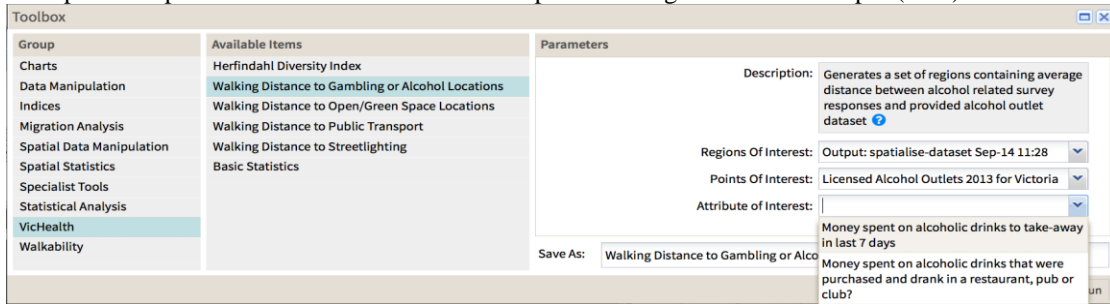 Toolbox
Group
Charts
Data Manipulation
Indices
Migration Analysis
Spatial Data Manipulation
Spatial Statistics
Specialist Tools
Statistical Analysis
VicHealth
Walkability
Available Items
Herfindahl Diversity Index
Walking Distance to Gambling or Alcohol Locations
Walking Distance to Open/Green Space Locations
Walking Distance to Public Transport
Walking Distance to Streetlighting
Basic Statistics
Parameters
Description: Generates a set of regions containing average
distance between alcohol related survey
responses and provided alcohol outlet
dataset ?
Regions Of Interest: Output: spatialise-dataset Sep-14 11:28
Points Of Interest: Licensed Alcohol Outlets 2013 for Victoria
Attribute of Interest:
Money spent on alcoholic drinks to take-away
in last 7 days
Money spent on alcoholic drinks that were
purchased and drank in a restaurant, pub or
club?
Save As: Walking Distance to Gambling or Alco
un